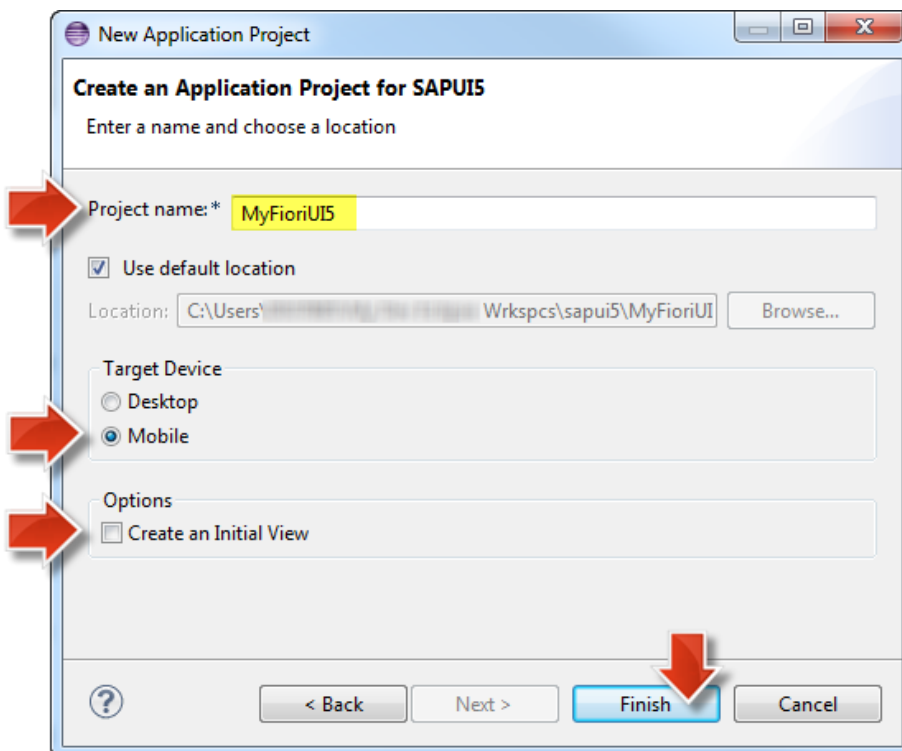 New Application Project
Create an Application Project for SAPUI5
Enter a name and choose a location
Project name:* MyFioriUI5
Use default location
Location: C:\Users\ Wrkspcs\sapui5\MyFioriUI Browse...
Target Device
Desktop
Mobile
Options
Create an Initial View
? < Back Next > Finish Cancel